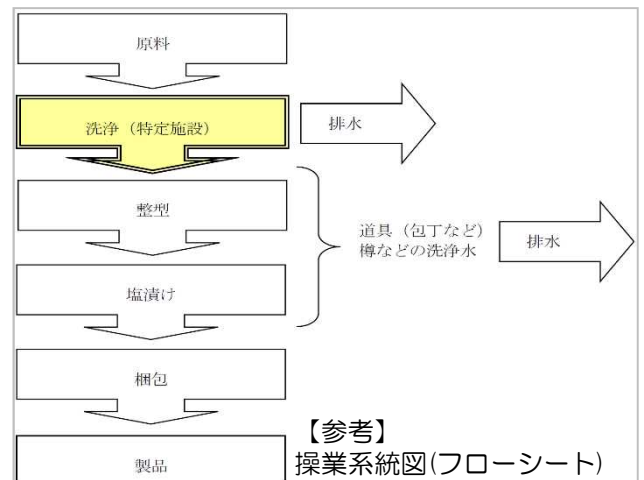 原料
洗浄（特定施設）
排水
整型
道具（包丁など）
樽などの洗浄水
排水
塩漬け
梱包
製品
【参考】
操業系統図(フローシート)